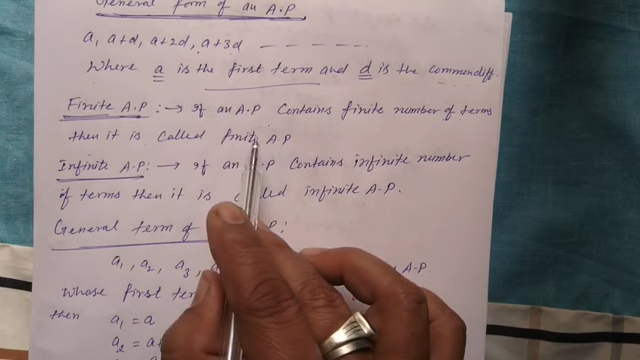 General form of an A.P
a, a+d, a+2d, a+3d - - - - - - -
Where a is the first term and d is the common diff.
Finite A.P :→ If an A.P Contains finite number of terms
then it is called finite A.P
Infinite A.P: → If an A.P Contains infinite number
of terms then it is called infinite A.P.
General term of P:
a1, a2, a3, A.P.
Whose first
then a1 = a
a2 = a+